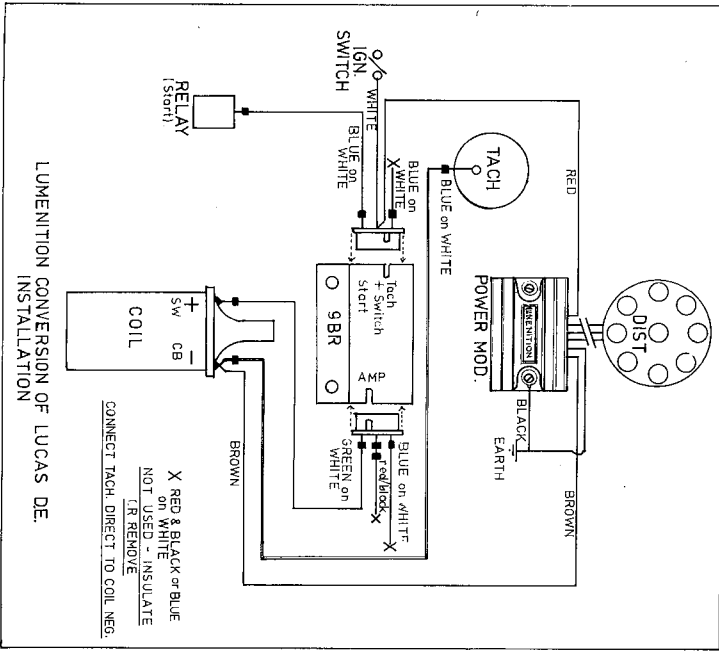 IGN.
SWITCH
WHITE
RELAY
(Start)
BLUE on
WHITE
BLUE on
WHITE
BLUE on WHITE
TACH
RED
DIST
LUMENITION
POWER MOD.
BLACK
EARTH
BROWN
Tach
+ Switch
Start
9BR
AMP
COIL
+
SW
CB
-
GREEN on
WHITE
red/black
BLUE on WHITE
BROWN
X RED & BLACK or BLUE
on WHITE
NOT USED - INSULATE
OR REMOVE
CONNECT TACH. DIRECT TO COIL NEG.
LUMENITION CONVERSION OF LUCAS D.E.
INSTALLATION